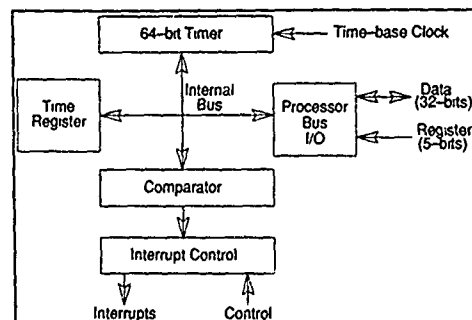 64-bit Timer
Time-base Clock
Internal
Bus
Time
Register
Processor
Bus
I/O
Data
(32-bits)
Register
(5-bits)
Comparator
Interrupt Control
Interrupts
Control